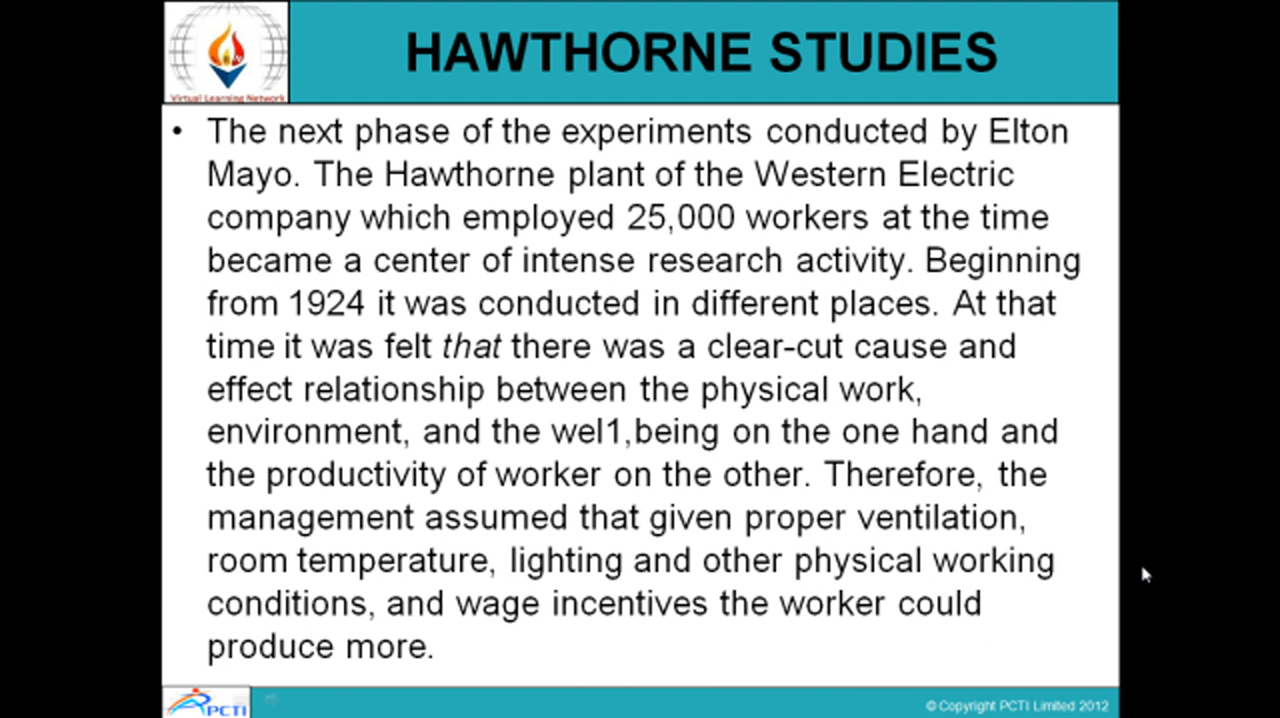 HAWTHORNE STUDIES
Virtual Learning Network
• The next phase of the experiments conducted by Elton
Mayo. The Hawthorne plant of the Western Electric
company which employed 25,000 workers at the time
became a center of intense research activity. Beginning
from 1924 it was conducted in different places. At that
time it was felt that there was a clear-cut cause and
effect relationship between the physical work,
environment, and the wel1,being on the one hand and
the productivity of worker on the other. Therefore, the
management assumed that given proper ventilation,
room temperature, lighting and other physical working
conditions, and wage incentives the worker could
produce more.
PCTI
© Copyright PCTI Limited 2012